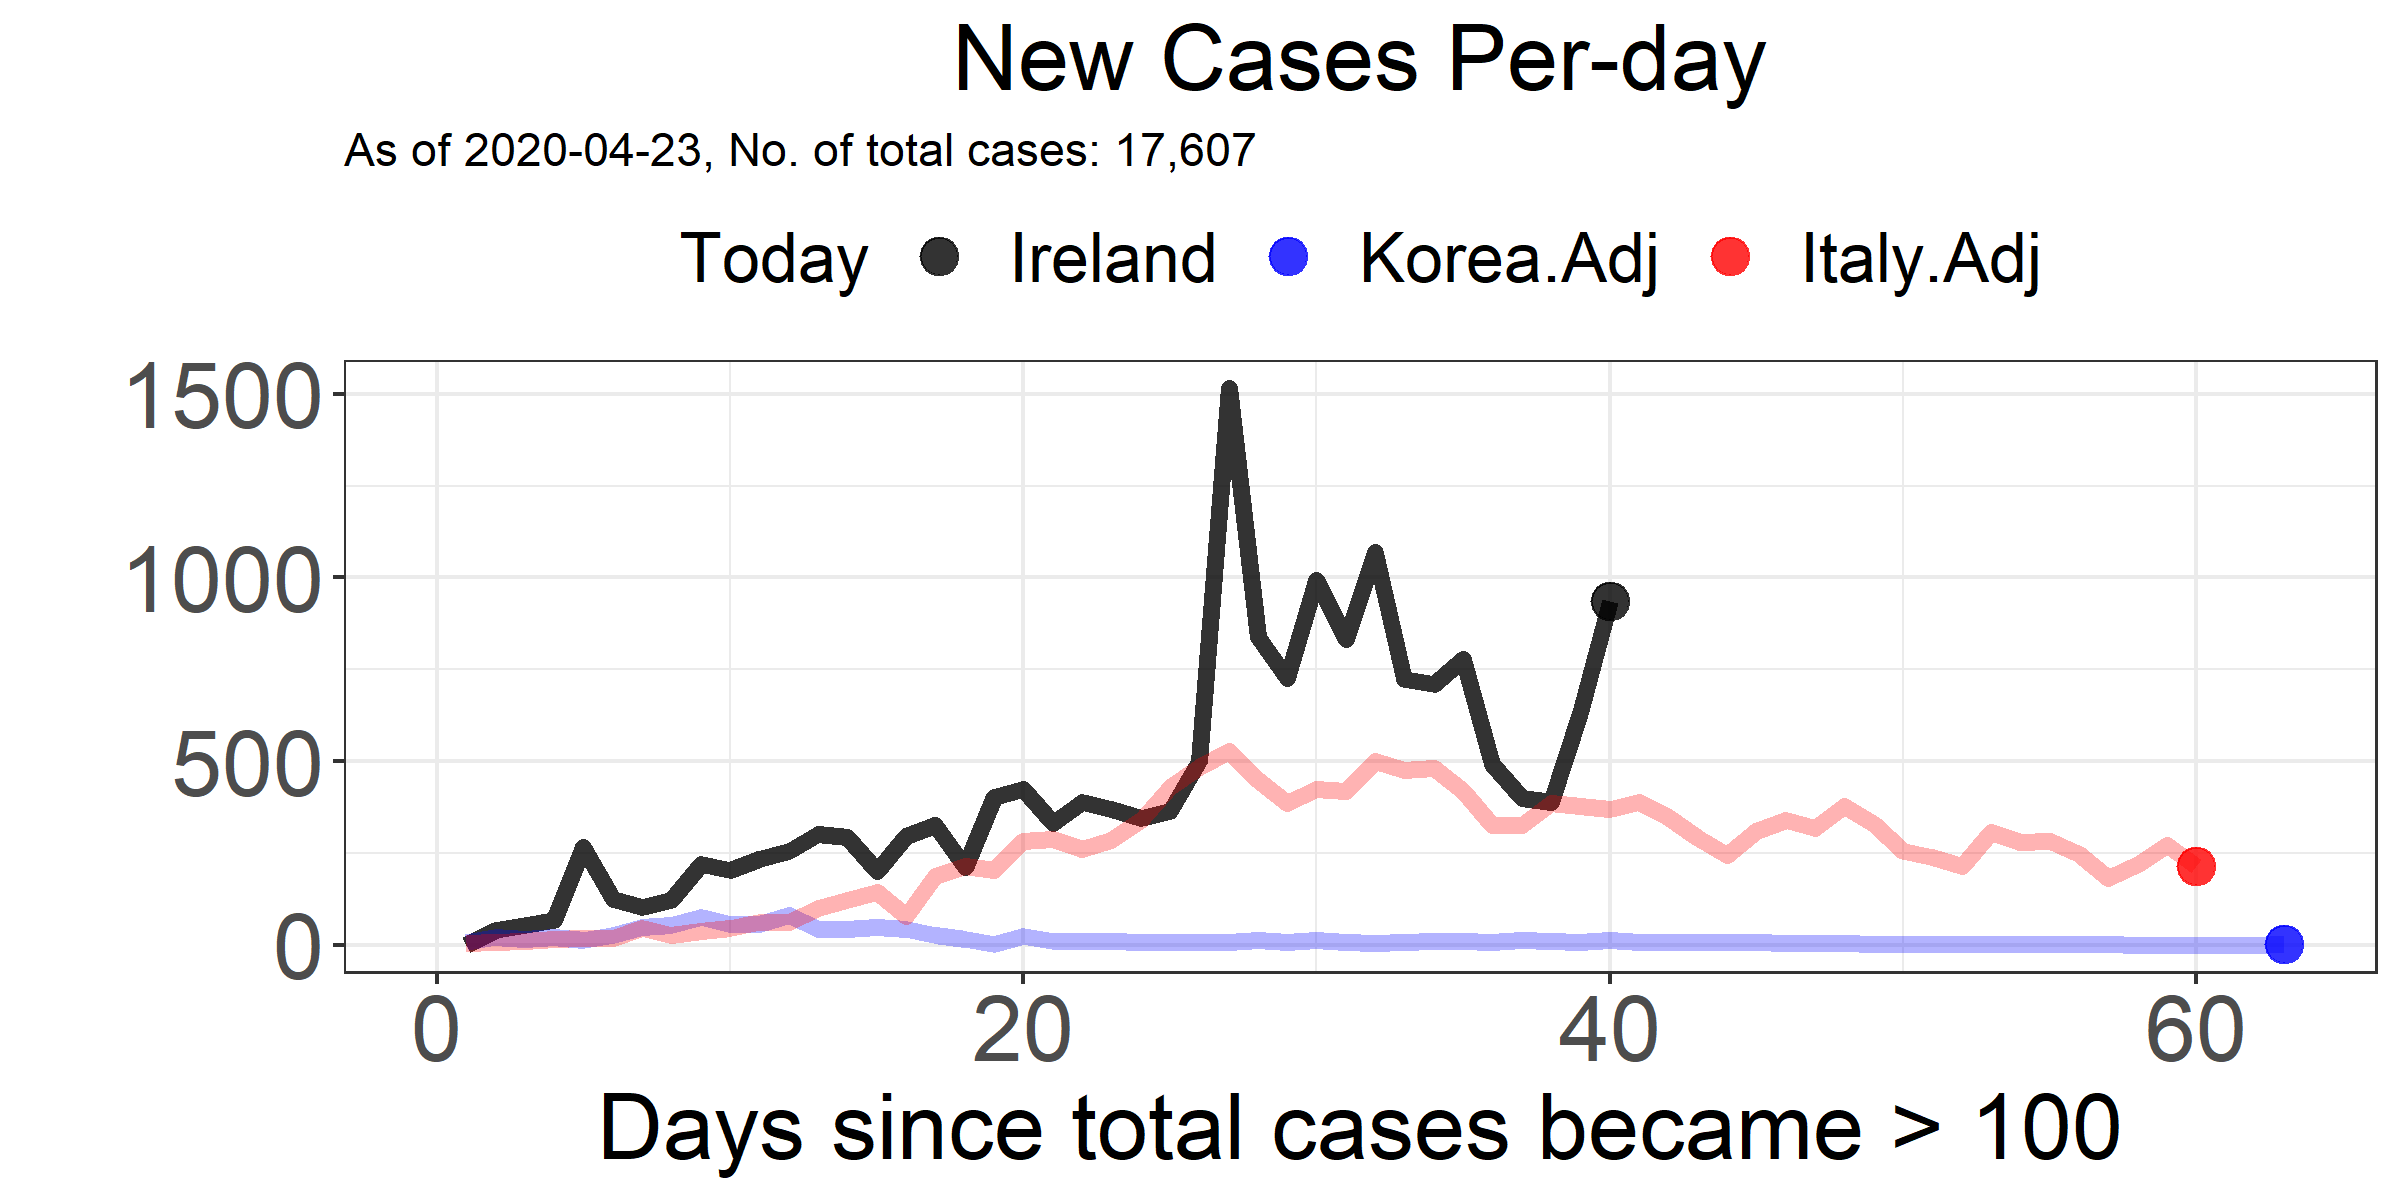 New Cases Per-day
As of 2020-04-23, No. of total cases: 17,607
Today Ireland Korea.Adj Italy.Adj
1500
1000
500
0
0 20 40 60
Days since total cases became > 100